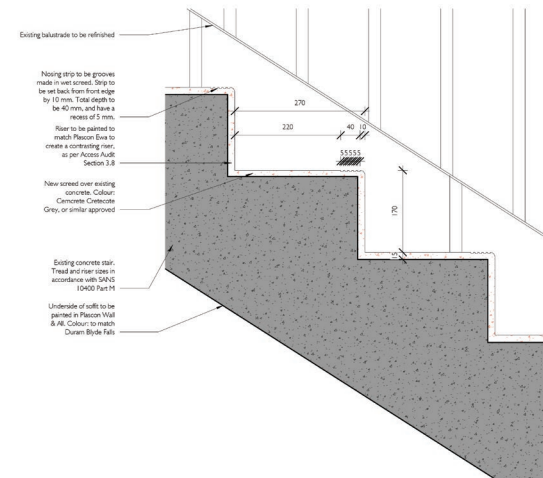 Existing balustrade to be refinished
Nosing strip to be grooves
made in wet screed. Strip to
be set back from front edge
by 10 mm. Total depth to
be 40 mm, and have a
recess of 5 mm.
Riser to be painted to
match Plascon Ewa to
create a contrasting riser,
as per Access Audit
Section 3.8
New screed over existing
concrete. Colour:
Cemcrete Cretecote
Grey, or similar approved
Existing concrete stair.
Tread and riser sizes in
accordance with SANS
10400 Part M
Underside of soffit to be
painted in Plascon Wall
& All. Colour: to match
Duram Blyde Falls
270
220 40 10
55555
170
15